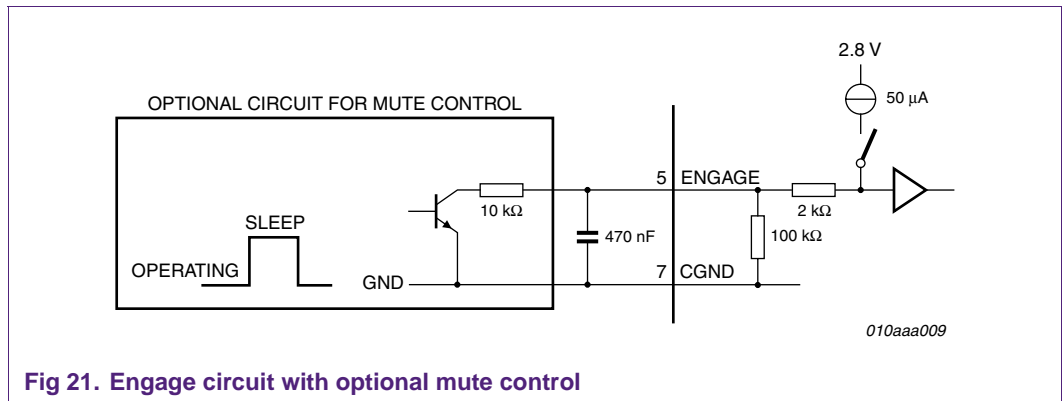 2.8 V
50 μA
OPTIONAL CIRCUIT FOR MUTE CONTROL
5 ENGAGE
10 kΩ
2 kΩ
SLEEP
470 nF
100 kΩ
OPERATING
GND
7 CGND
010aaa009
Fig 21. Engage circuit with optional mute control